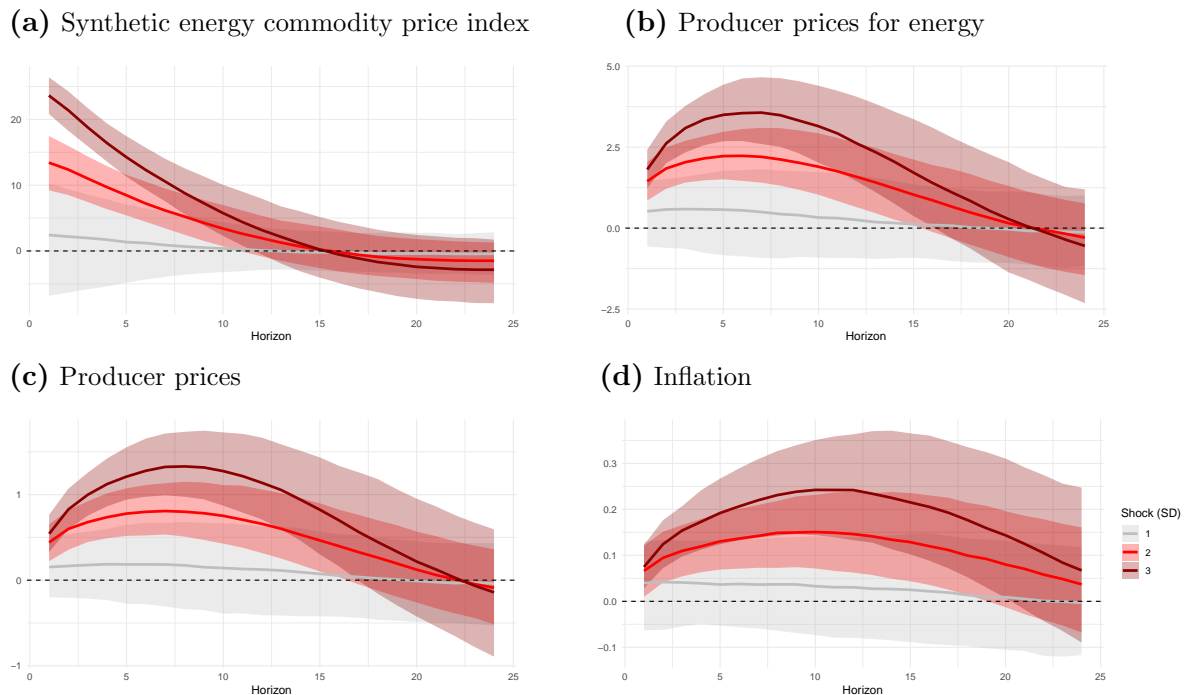 (a) Synthetic energy commodity price index
20
10
0
0 5 10 15 20 25
Horizon
(b) Producer prices for energy
5.0
2.5
0.0
−2.5
0 5 10 15 20 25
Horizon
(c) Producer prices
1
0
−1
0 5 10 15 20 25
Horizon
(d) Inflation
0.3
0.2
0.1
0.0
−0.1
0 5 10 15 20 25
Horizon
Shock (SD)
1
2
3